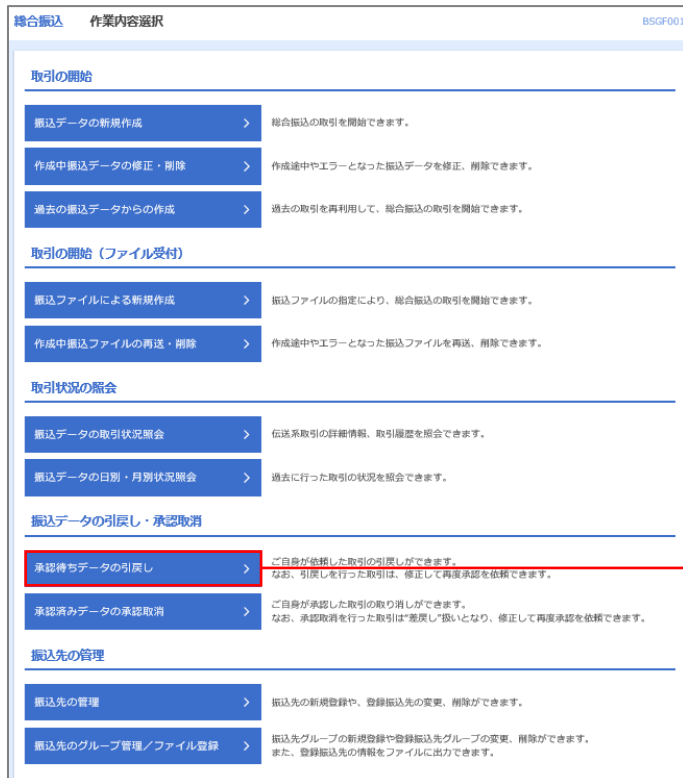 総合振込 作業内容選択 BSGF001
取引の開始
振込データの新規作成
総合振込の取引を開始できます。
作成中振込データの修正・削除
作成途中やエラーとなった振込データを修正、削除できます。
過去の振込データからの作成
過去の取引を再利用して、総合振込の取引を開始できます。
取引の開始（ファイル受付）
振込ファイルによる新規作成
振込ファイルの指定により、総合振込の取引を開始できます。
作成中振込ファイルの再送・削除
作成途中やエラーとなった振込ファイルを再送、削除できます。
取引状況の照会
振込データの取引状況照会
伝送系取引の詳細情報、取引履歴を照会できます。
振込データの日別・月別状況照会
過去に行った取引の状況を照会できます。
振込データの引戻し・承認取消
承認待ちデータの引戻し
ご自身が依頼した取引の引戻しができます。
なお、引戻しを行った取引は、修正して再度承認を依頼できます。
承認済みデータの承認取消
ご自身が承認した取引の取り消しができます。
なお、承認取消を行った取引は“差戻し”扱いとなり、修正して再度承認を依頼できます。
振込先の管理
振込先の管理
振込先の新規登録や、登録振込先の変更、削除ができます。
振込先のグループ管理／ファイル登録
振込先グループの新規登録や登録振込先グループの変更、削除ができます。
また、登録振込先の情報をファイルに出力できます。